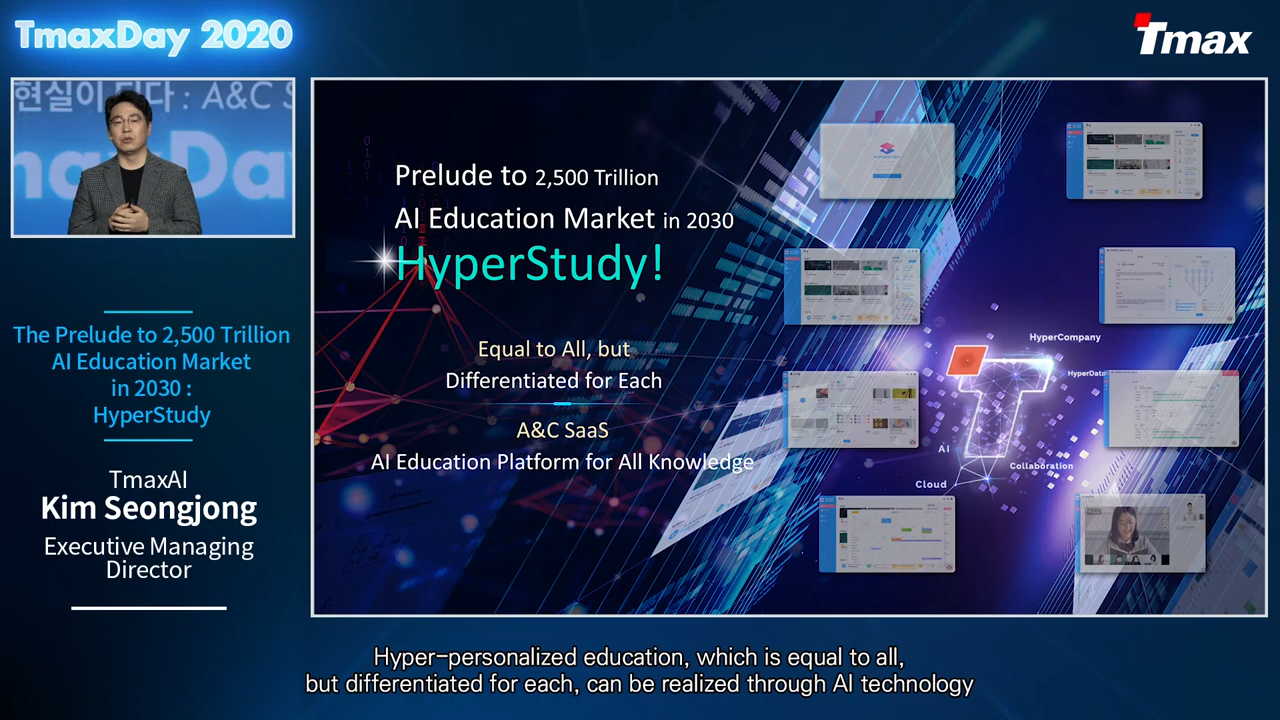 TmaxDay 2020
Tmax
현실이 되다 : A&C S
maxDay
The Prelude to 2,500 Trillion
AI Education Market
in 2030 :
HyperStudy
TmaxAI
Kim Seongjong
Executive Managing
Director
Prelude to 2,500 Trillion
AI Education Market in 2030
HyperStudy!
Equal to All, but
Differentiated for Each
A&C SaaS
AI Education Platform for All Knowledge
HYPERSTUDY
HyperCompany
HyperData
AI
Collaboration
Cloud
Hyper-personalized education, which is equal to all,
but differentiated for each, can be realized through AI technology